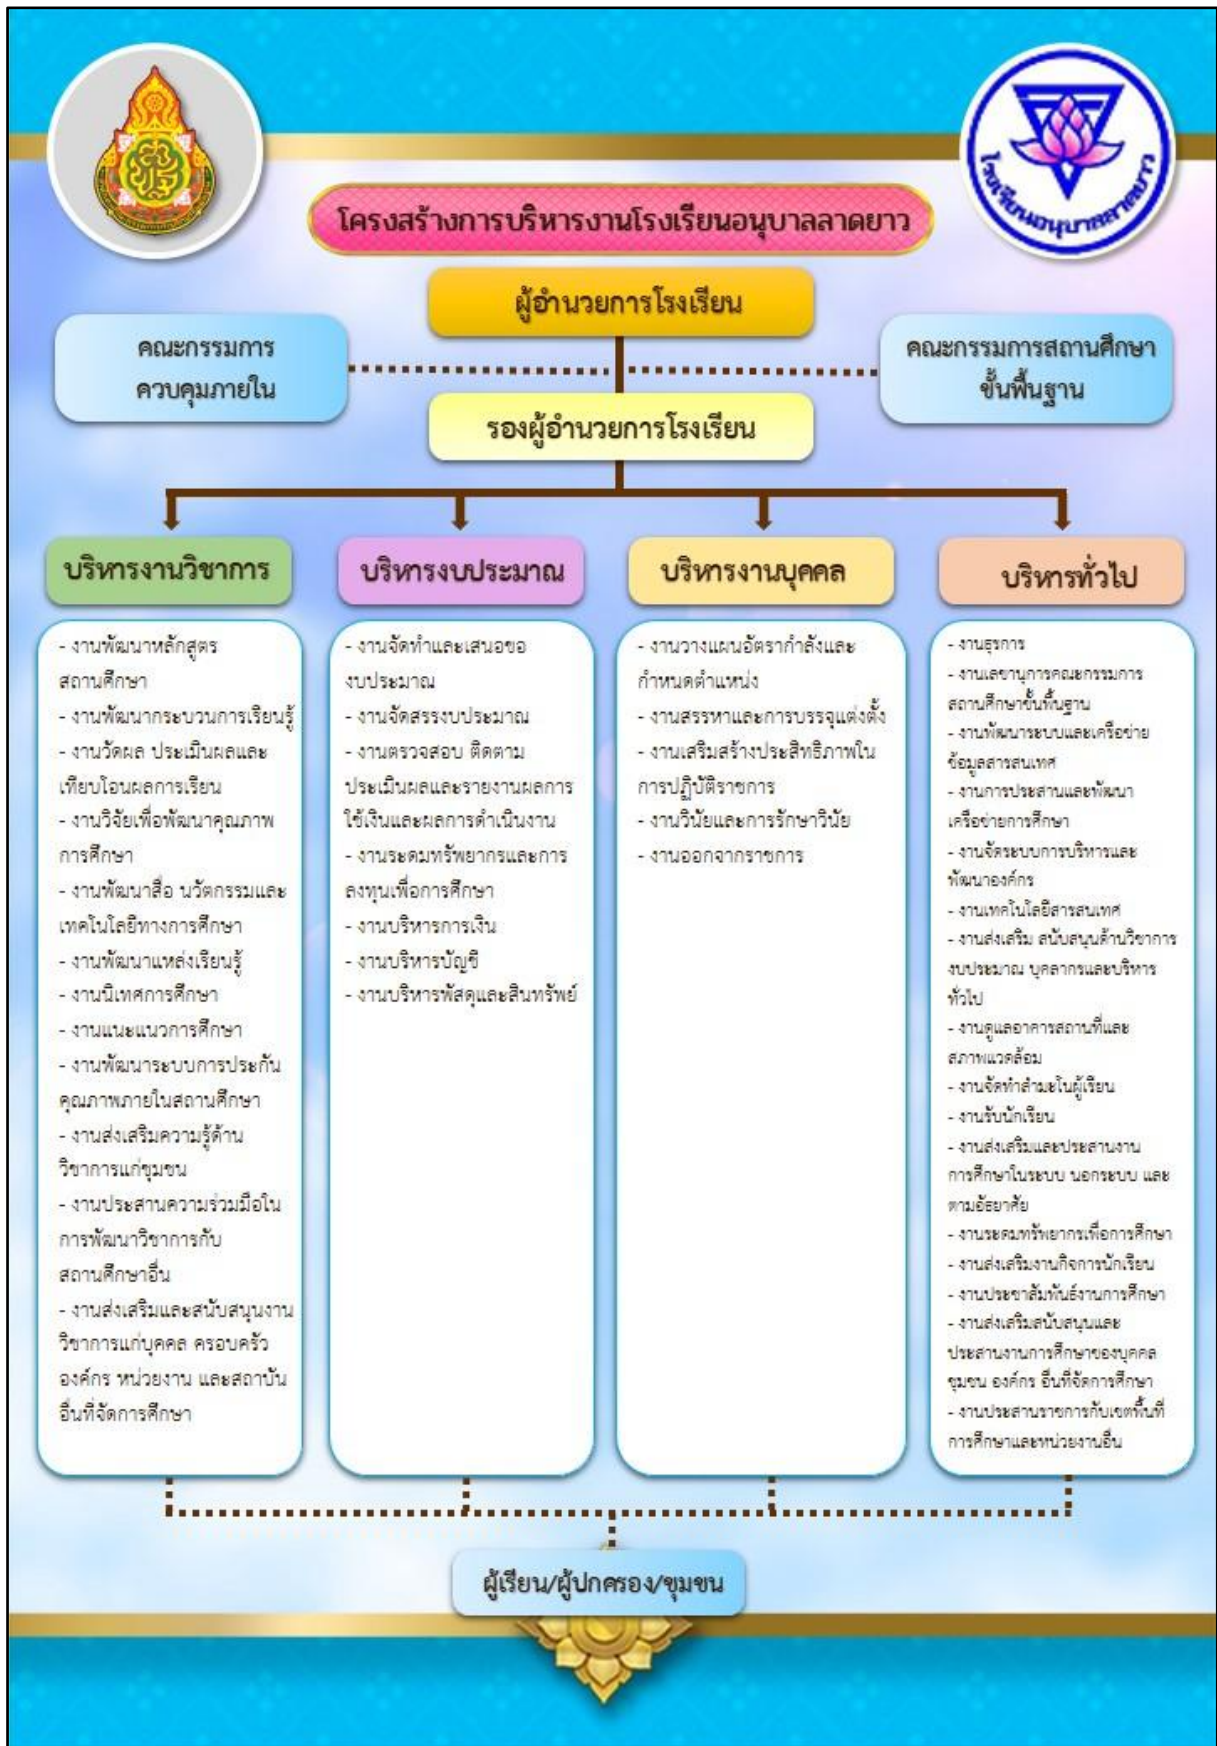 โรงเรียนอนุบาลลาดยาว
โครงสร้างการบริหารงานโรงเรียนอนุบาลลาดยาว
ผู้อำนวยการโรงเรียน
คณะกรรมการ
ควบคุมภายใน
คณะกรรมการสถานศึกษา
ขั้นพื้นฐาน
รองผู้อำนวยการโรงเรียน
บริหารงานวิชาการ
- งานพัฒนาหลักสูตร
สถานศึกษา
- งานพัฒนากระบวนการเรียนรู้
- งานวัดผล ประเมินผลและ
เทียบโอนผลการเรียน
- งานวิจัยเพื่อพัฒนาคุณภาพ
การศึกษา
- งานพัฒนาสื่อ นวัตกรรมและ
เทคโนโลยีทางการศึกษา
- งานพัฒนาแหล่งเรียนรู้
- งานนิเทศการศึกษา
- งานแนะแนวการศึกษา
- งานพัฒนาระบบการประกัน
คุณภาพภายในสถานศึกษา
- งานส่งเสริมความรู้ด้าน
วิชาการแก่ชุมชน
- งานประสานความร่วมมือใน
การพัฒนาวิชาการกับ
สถานศึกษาอื่น
- งานส่งเสริมและสนับสนุนงาน
วิชาการแก่บุคคล ครอบครัว
องค์กร หน่วยงาน และสถาบัน
อื่นที่จัดการศึกษา
บริหารงบประมาณ
- งานจัดทำและเสนอขอ
งบประมาณ
- งานจัดสรรงบประมาณ
- งานตรวจสอบ ติดตาม
ประเมินผลและรายงานผลการ
ใช้เงินและผลการดำเนินงาน
- งานระดมทรัพยากรและการ
ลงทุนเพื่อการศึกษา
- งานบริหารการเงิน
- งานบริหารบัญชี
- งานบริหารพัสดุและสินทรัพย์
บริหารงานบุคคล
- งานวางแผนอัตรากำลังและ
กำหนดตำแหน่ง
- งานสรรหาและการบรรจุแต่งตั้ง
- งานเสริมสร้างประสิทธิภาพใน
การปฏิบัติราชการ
- งานวินัยและการรักษาวินัย
- งานออกจากราชการ
บริหารทั่วไป
- งานธุรการ
- งานเลขานุการคณะกรรมการ
สถานศึกษาขั้นพื้นฐาน
- งานพัฒนาระบบและเครือข่าย
ข้อมูลสารสนเทศ
- งานการประสานและพัฒนา
เครือข่ายการศึกษา
- งานจัดระบบการบริหารและ
พัฒนาองค์กร
- งานเทคโนโลยีสารสนเทศ
- งานส่งเสริม สนับสนุนด้านวิชาการ
งบประมาณ บุคลากรและบริหาร
ทั่วไป
- งานดูแลอาคารสถานที่และ
สภาพแวดล้อม
- งานจัดทำสำมะโนผู้เรียน
- งานรับนักเรียน
- งานส่งเสริมและประสานงาน
การศึกษาในระบบ นอกระบบ และ
ตามอัธยาศัย
- งานระดมทรัพยากรเพื่อการศึกษา
- งานส่งเสริมงานกิจการนักเรียน
- งานประชาสัมพันธ์งานการศึกษา
- งานส่งเสริมสนับสนุนและ
ประสานงานการศึกษาของบุคคล
ชุมชน องค์กร อื่นที่จัดการศึกษา
- งานประสานราชการกับเขตพื้นที่
การศึกษาและหน่วยงานอื่น
ผู้เรียน/ผู้ปกครอง/ชุมชน